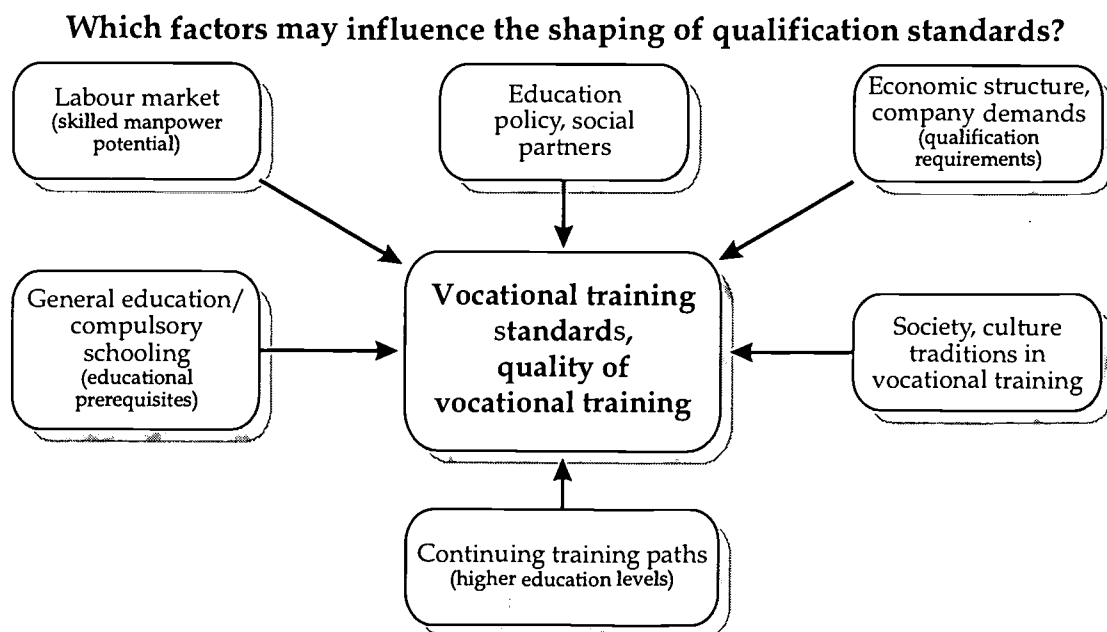 Which factors may influence the shaping of qualification standards?
Labour market
(skilled manpower
potential)
Education
policy, social
partners
Economic structure,
company demands
(qualification
requirements)
General education/
compulsory
schooling
(educational
prerequisites)
Vocational training
standards,
quality of
vocational training
Society, culture
traditions in
vocational training
Continuing training paths
(higher education levels)